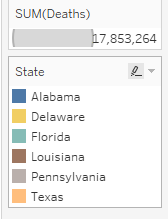 SUM(Deaths)
17,853,264
State
Alabama
Delaware
Florida
Louisiana
Pennsylvania
Texas